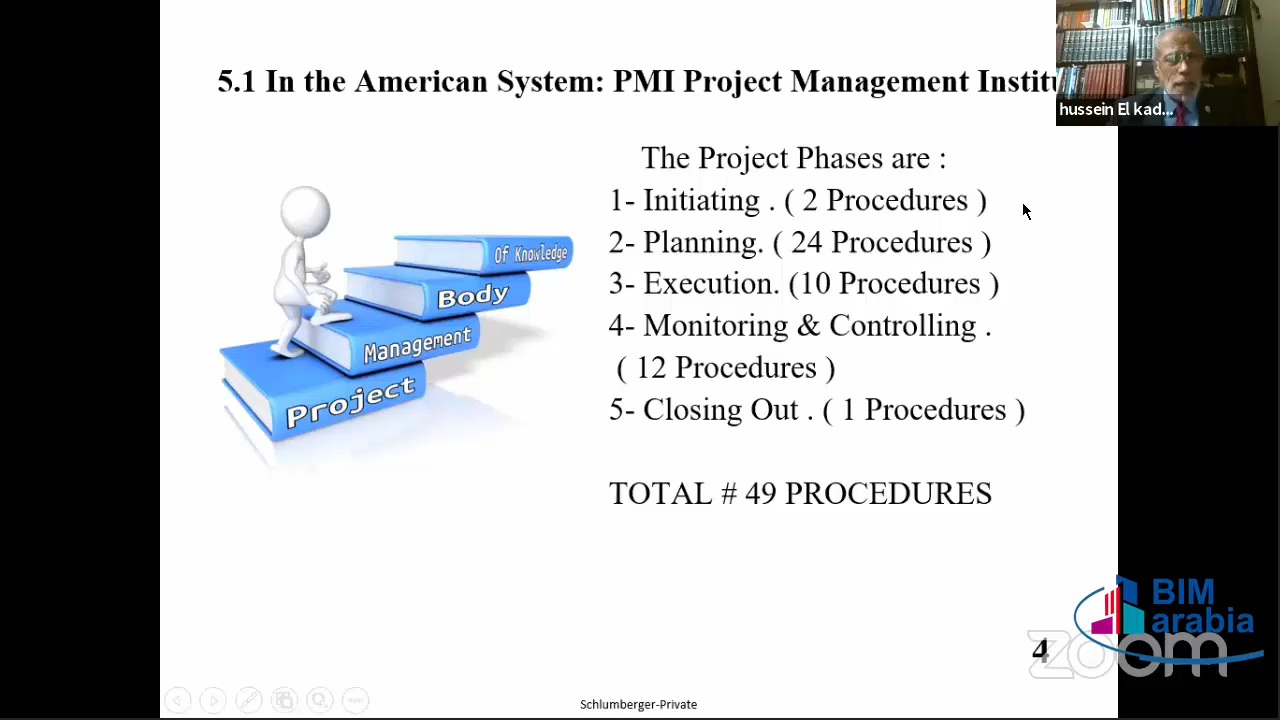 5.1 In the American System: PMI Project Management Institu
hussein El kad...
The Project Phases are :
1- Initiating . ( 2 Procedures )
2- Planning. ( 24 Procedures )
3- Execution. (10 Procedures )
4- Monitoring & Controlling .
( 12 Procedures )
5- Closing Out . ( 1 Procedures )
TOTAL # 49 PROCEDURES
Of Knowledge
Body
Management
Project
BIM
arabia
zoom
4
Schlumberger-Private